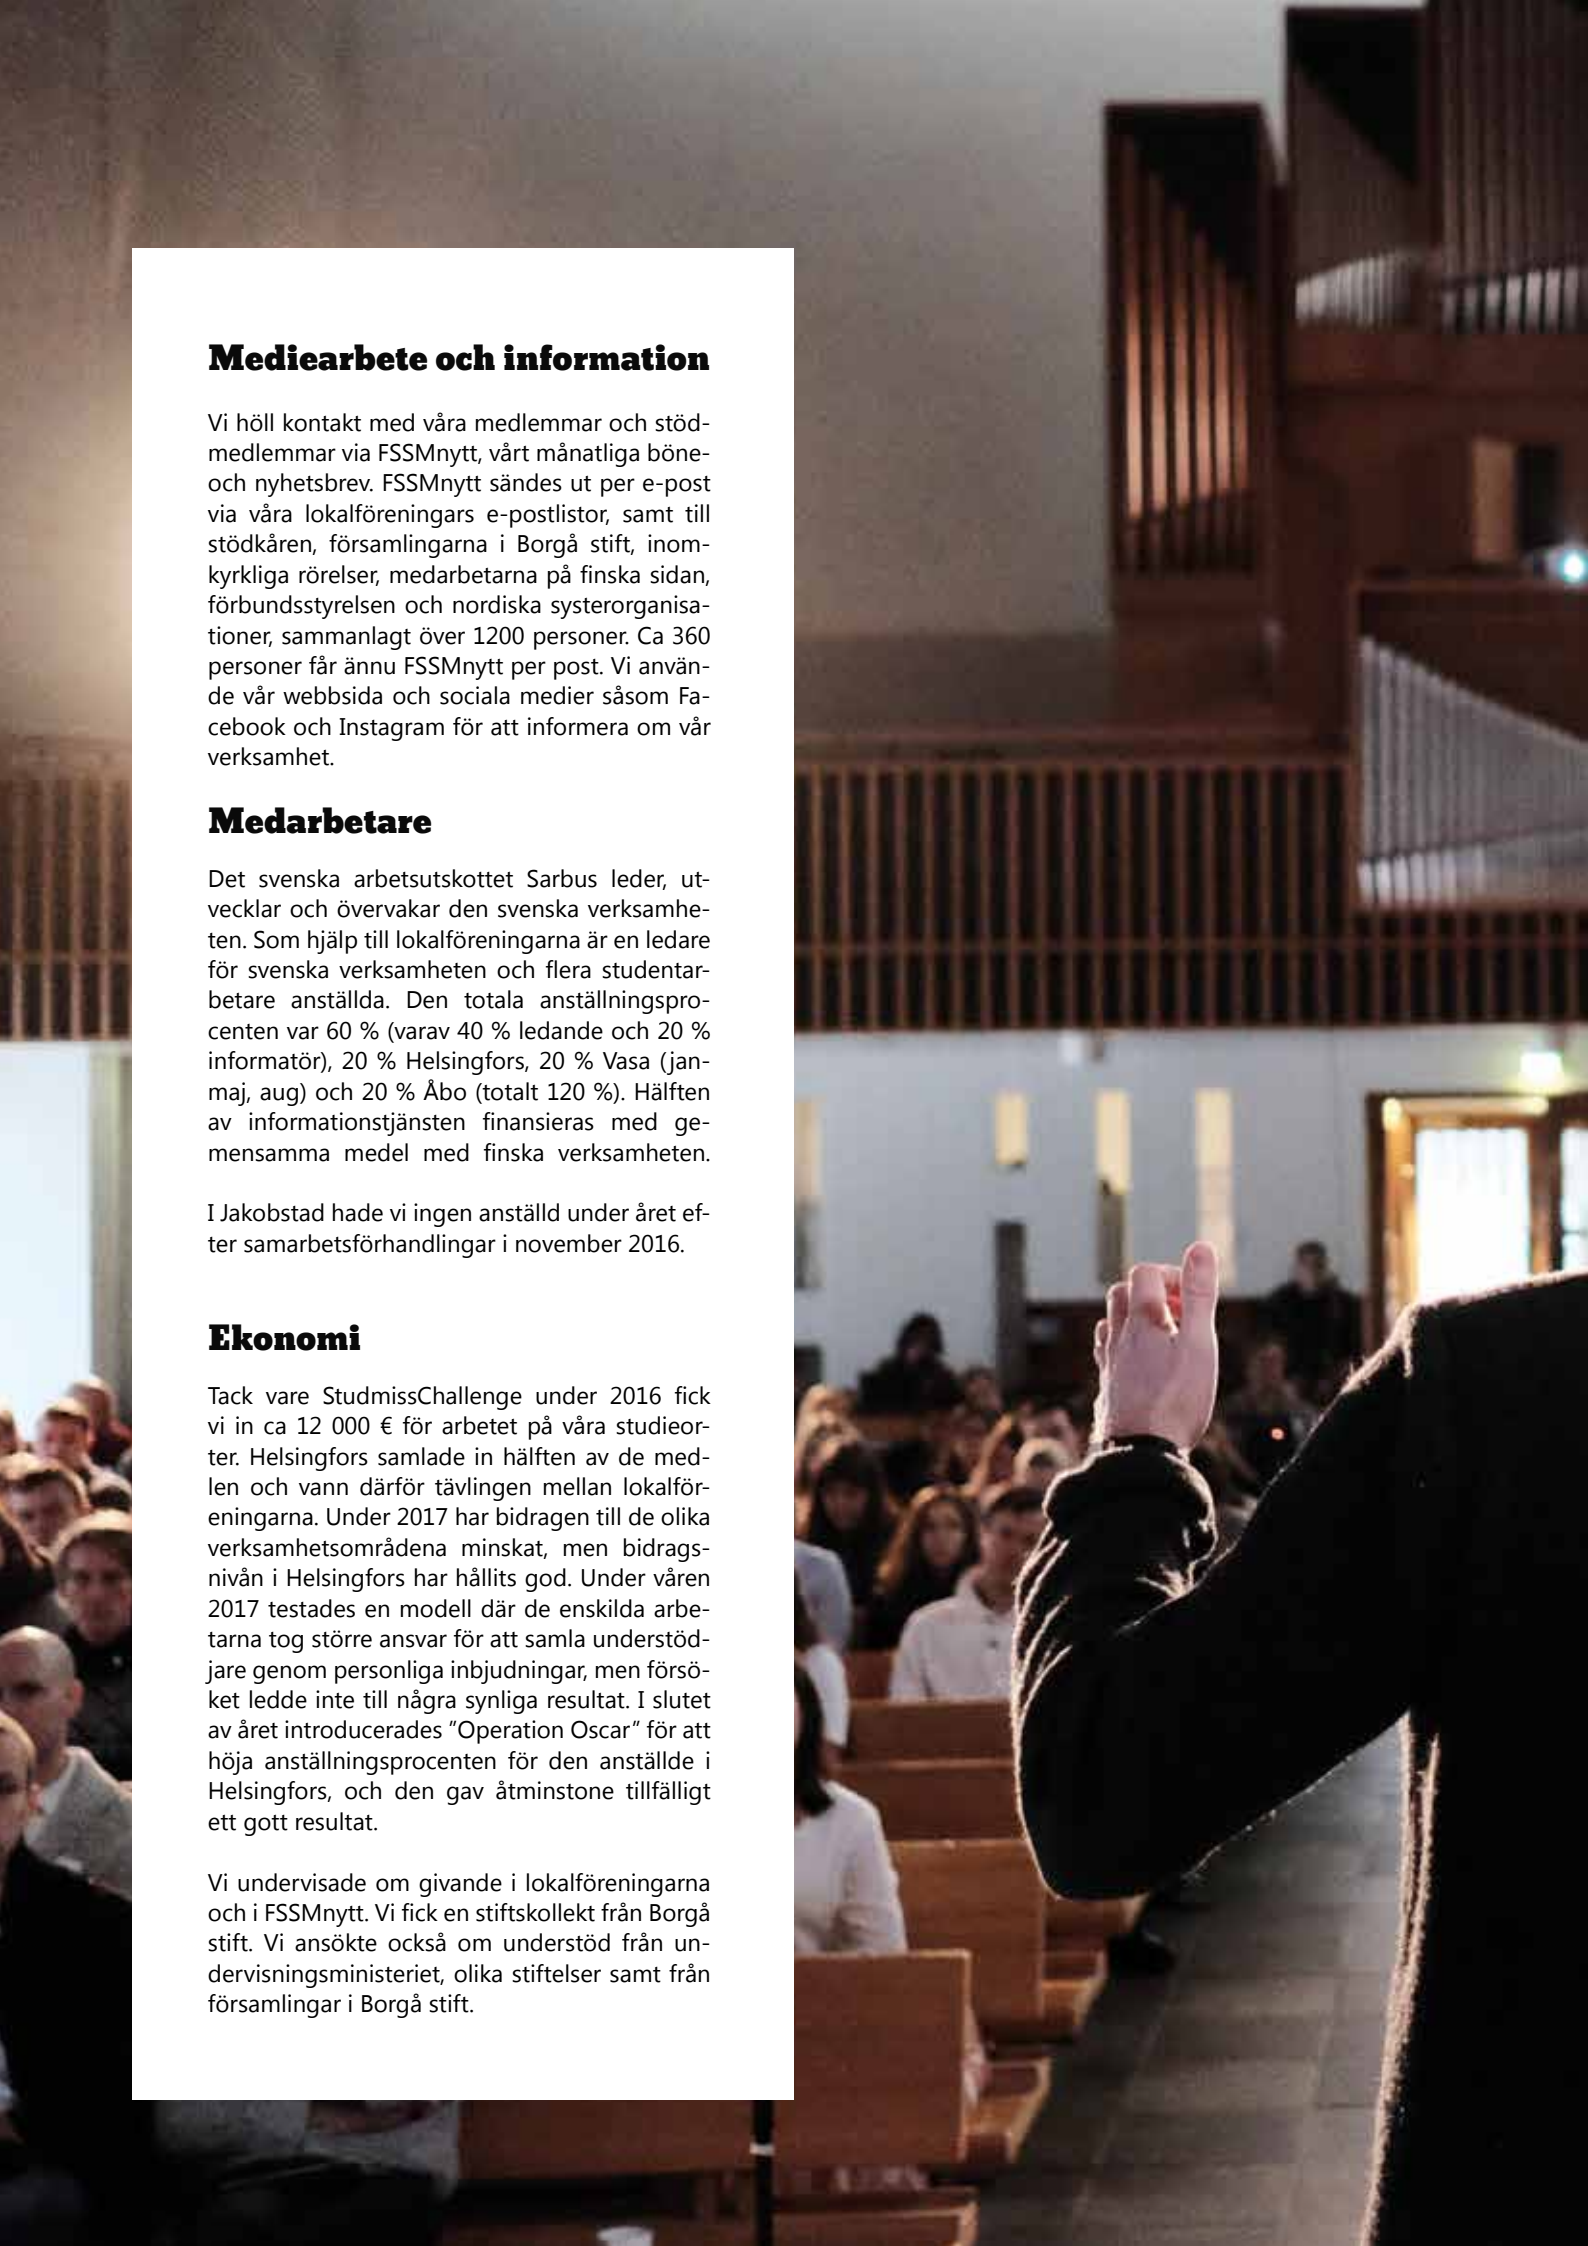 Mediearbete och information
Vi höll kontakt med våra medlemmar och stöd-
medlemmar via FSSMnytt, vårt månatliga böne-
och nyhetsbrev. FSSMnytt sändes ut per e-post
via våra lokalföreningars e-postlistor, samt till
stödkåren, församlingarna i Borgå stift, inom-
kyrkliga rörelser, medarbetarna på finska sidan,
förbundsstyrelsen och nordiska systerorganisa-
tioner, sammanlagt över 1200 personer. Ca 360
personer får ännu FSSMnytt per post. Vi använ-
de vår webbsida och sociala medier såsom Fa-
cebook och Instagram för att informera om vår
verksamhet.
Medarbetare
Det svenska arbetsutskottet Sarbus leder, ut-
vecklar och övervakar den svenska verksamhe-
ten. Som hjälp till lokalföreningarna är en ledare
för svenska verksamheten och flera studentar-
betare anställda. Den totala anställningspro-
centen var 60 % (varav 40 % ledande och 20 %
informatör), 20 % Helsingfors, 20 % Vasa (jan-
maj, aug) och 20 % Åbo (totalt 120 %). Hälften
av informationstjänsten finansieras med ge-
mensamma medel med finska verksamheten.
I Jakobstad hade vi ingen anställd under året ef-
ter samarbetsförhandlingar i november 2016.
Ekonomi
Tack vare StudmissChallenge under 2016 fick
vi in ca 12 000 € för arbetet på våra studieor-
ter. Helsingfors samlade in hälften av de med-
len och vann därför tävlingen mellan lokalför-
eningarna. Under 2017 har bidragen till de olika
verksamhetsområdena minskat, men bidrags-
nivån i Helsingfors har hållits god. Under våren
2017 testades en modell där de enskilda arbe-
tarna tog större ansvar för att samla understöd-
jare genom personliga inbjudningar, men försö-
ket ledde inte till några synliga resultat. I slutet
av året introducerades ”Operation Oscar” för att
höja anställningsprocenten för den anställde i
Helsingfors, och den gav åtminstone tillfälligt
ett gott resultat.
Vi undervisade om givande i lokalföreningarna
och i FSSMnytt. Vi fick en stiftskollekt från Borgå
stift. Vi ansökte också om understöd från un-
dervisningsministeriet, olika stiftelser samt från
församlingar i Borgå stift.